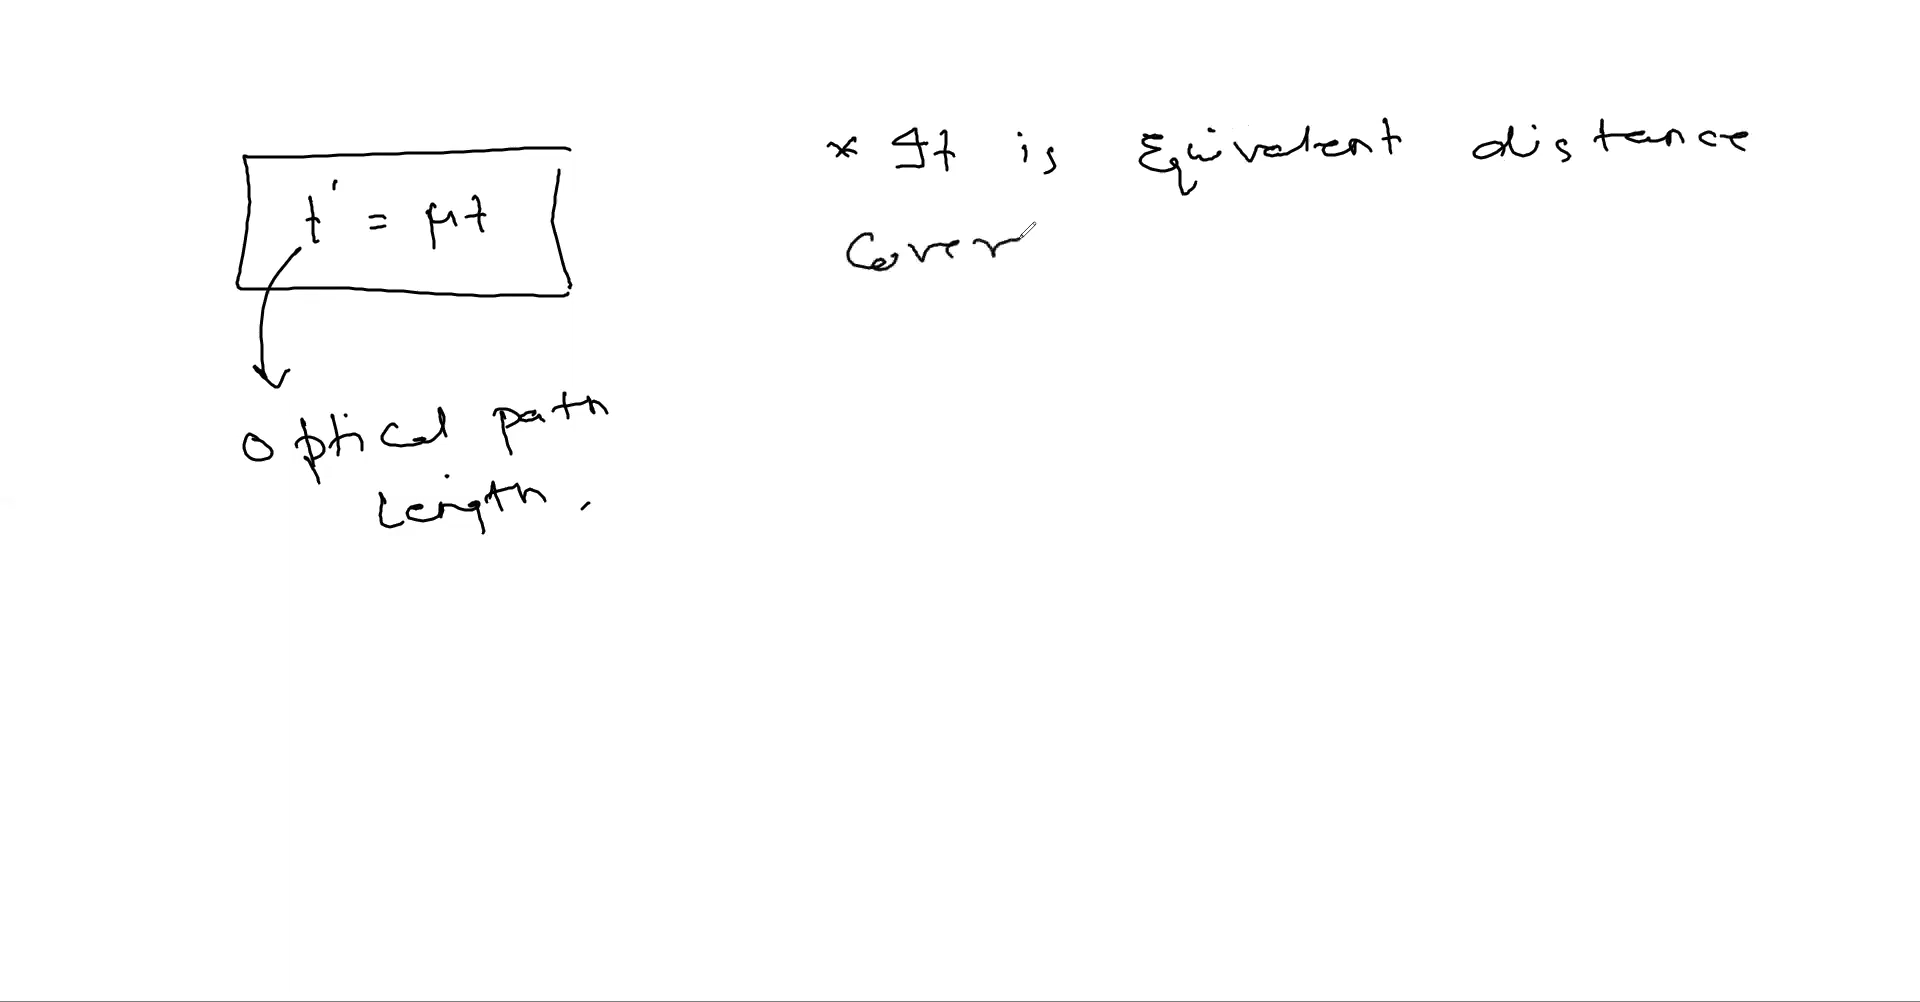 t' = μt
Optical path
Length.
* It is Equivalent distance
Cover